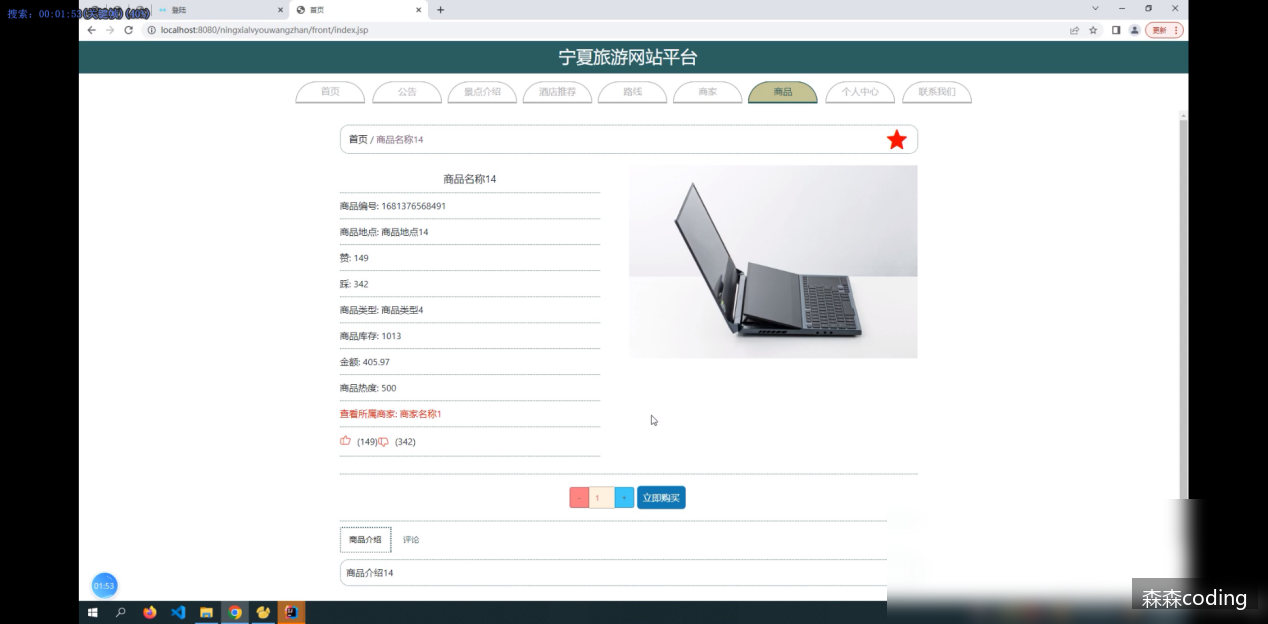 搜索: 00:01:53(关键帧) (40%)
登陆
首页
localhost:8080/ningxialvyouwangzhan/front/index.jsp
更新
宁夏旅游网站平台
首页 公告 景点介绍 酒店推荐 路线 商家 商品 个人中心 联系我们
首页 / 商品名称14
商品名称14
商品编号: 1681376568491
商品地点: 商品地点14
赞: 149
踩: 342
商品类型: 商品类型4
商品库存: 1013
金额: 405.97
商品热度: 500
查看所属商家: 商家名称1
(149) (342)
- 1 + 立即购买
商品介绍 评论
商品介绍14
01:53
森森coding